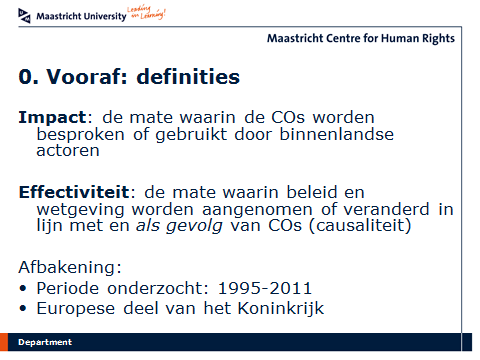 Maastricht University
Leading
in Learning!
Maastricht Centre for Human Rights
0. Vooraf: definities
Impact: de mate waarin de COs worden
besproken of gebruikt door binnenlandse
actoren
Effectiviteit: de mate waarin beleid en
wetgeving worden aangenomen of veranderd in
lijn met en als gevolg van COs (causaliteit)
Afbakening:
• Periode onderzocht: 1995-2011
• Europese deel van het Koninkrijk
Department